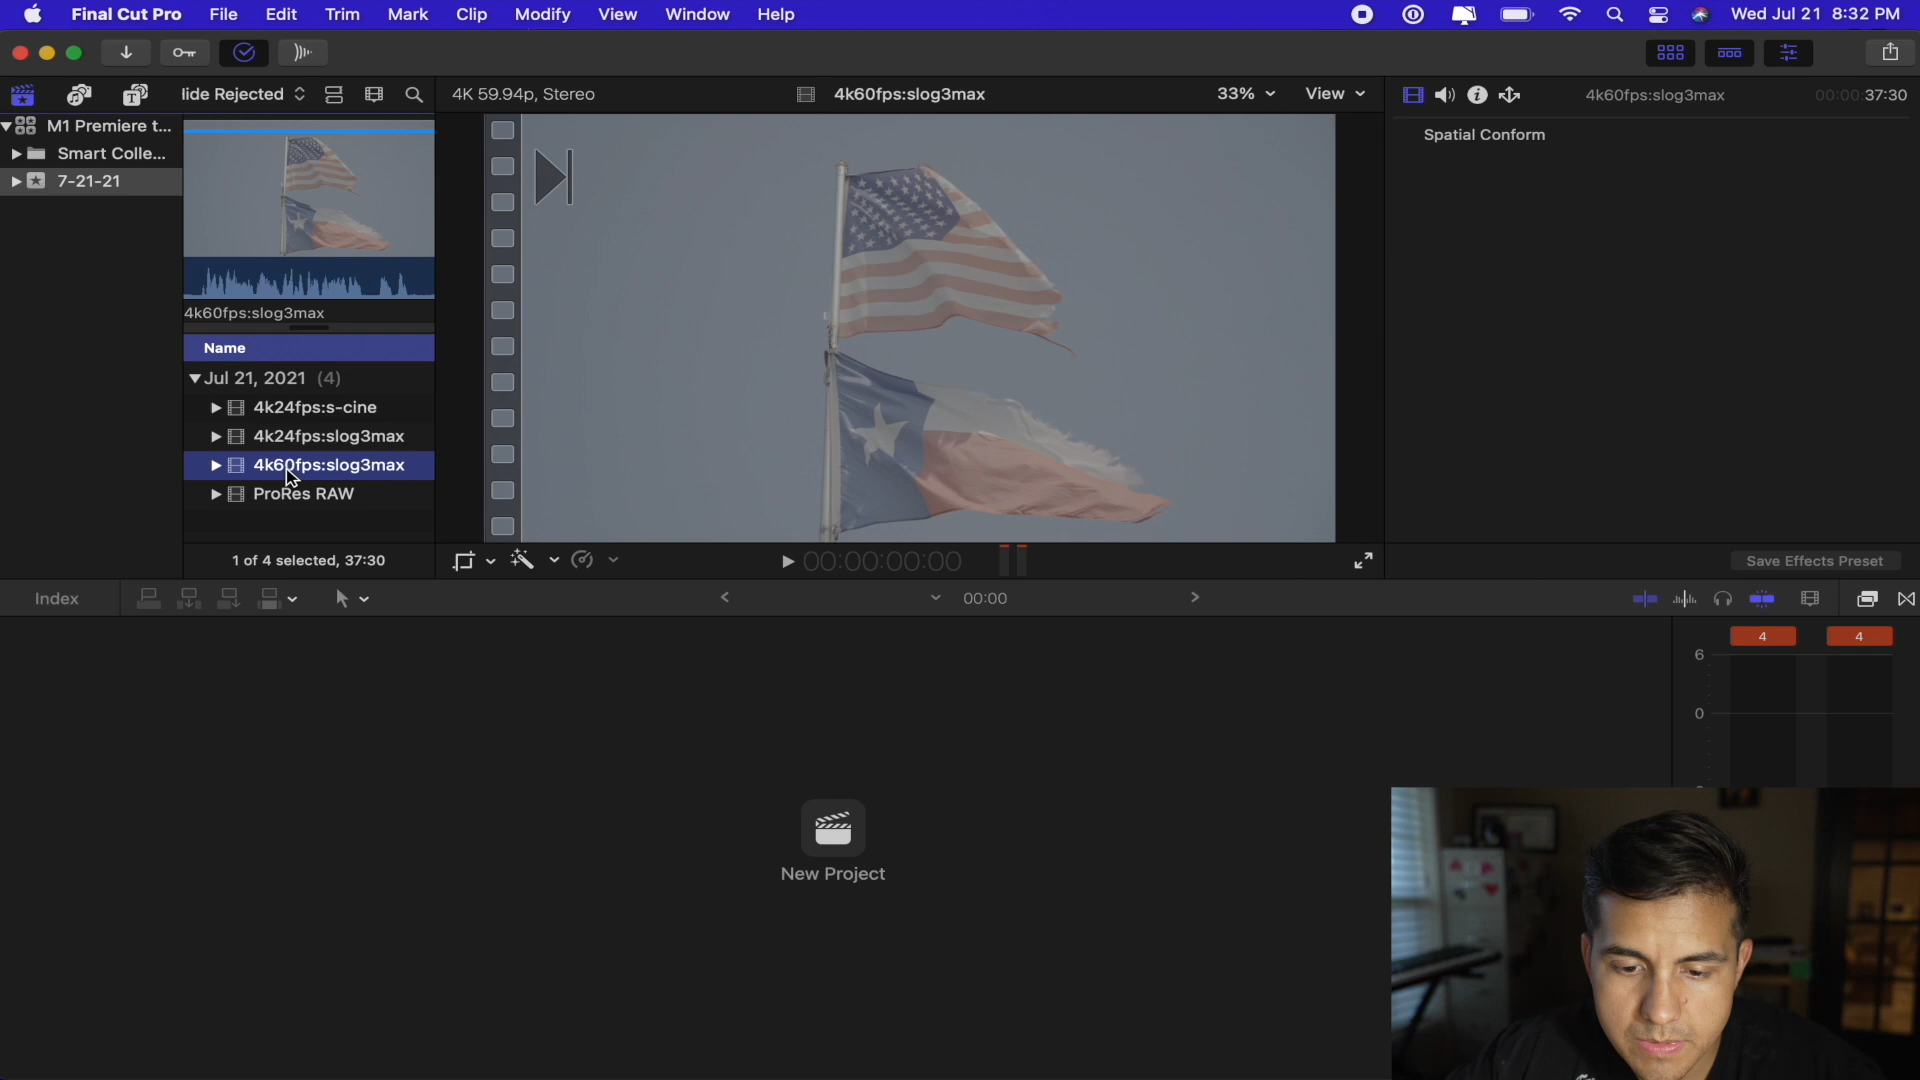 Final Cut Pro File Edit Trim Mark Clip Modify View Window Help Wed Jul 21 8:32 PM
lide Rejected 4K 59.94p, Stereo 4k60fps:slog3max 33% View 4k60fps:slog3max 00:00:37:30
M1 Premiere t...
Smart Colle...
7-21-21
Spatial Conform
4k60fps:slog3max
Name
Jul 21, 2021 (4)
4k24fps:s-cine
4k24fps:slog3max
4k60fps:slog3max
ProRes RAW
1 of 4 selected, 37:30 00:00:00:00 Save Effects Preset
Index 00:00
4 4
6
0
New Project